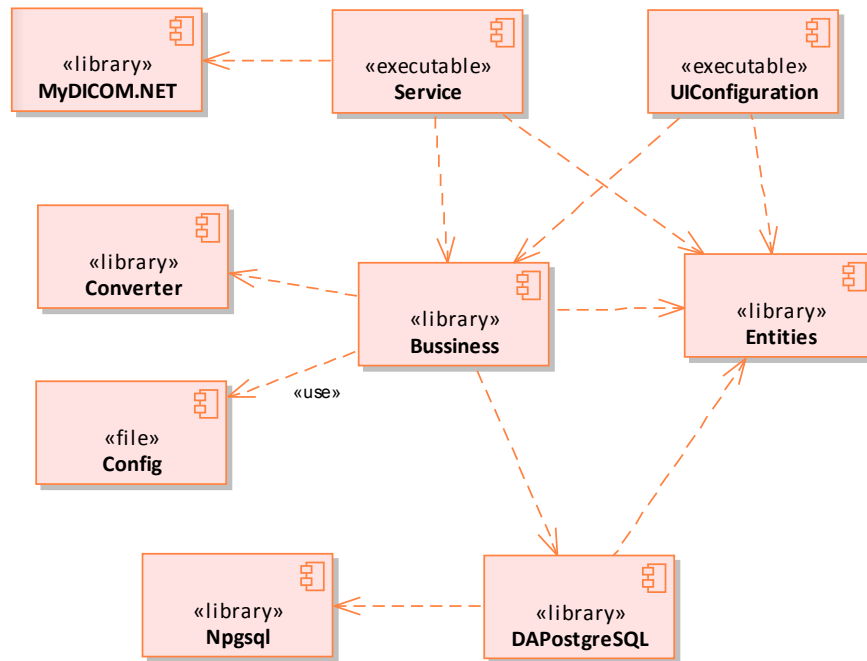 «library»
MyDICOM.NET
«executable»
Service
«executable»
UIConfiguration
«library»
Converter
«library»
Bussiness
«library»
Entities
«use»
«file»
Config
«library»
Npgsql
«library»
DAPostgreSQL